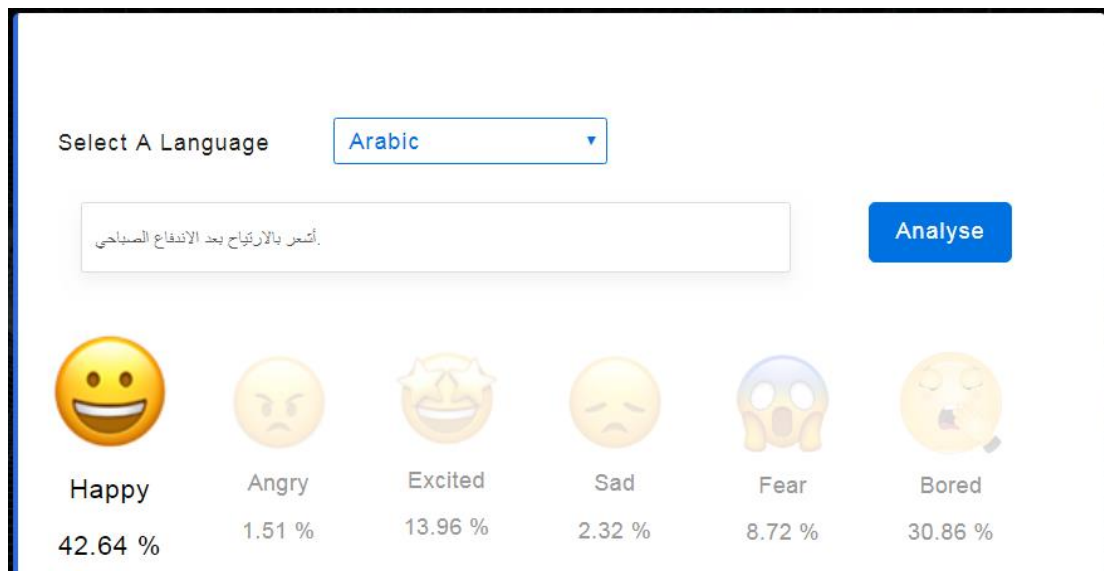 Select A Language
Arabic
أشعر بالارتياح بعد الاندفاع الصباحي.
Analyse
Happy
Angry
Excited
Sad
Fear
Bored
42.64 %
1.51 %
13.96 %
2.32 %
8.72 %
30.86 %